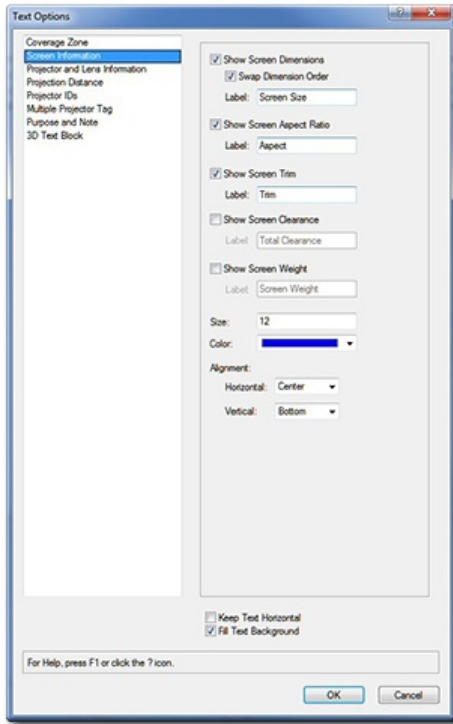 Text Options
Coverage Zone
Screen Information
Projector and Lens Information
Projection Distance
Projector IDs
Multiple Projector Tag
Purpose and Note
3D Text Block
Show Screen Dimensions
Swap Dimension Order
Label: Screen Size
Show Screen Aspect Ratio
Label: Aspect
Show Screen Trim
Label: Trim
Show Screen Clearance
Label: Total Clearance
Show Screen Weight
Label: Screen Weight
Size: 12
Color:
Alignment:
Horizontal: Center
Vertical: Bottom
Keep Text Horizontal
Fill Text Background
For Help, press F1 or click the ? icon.
OK Cancel